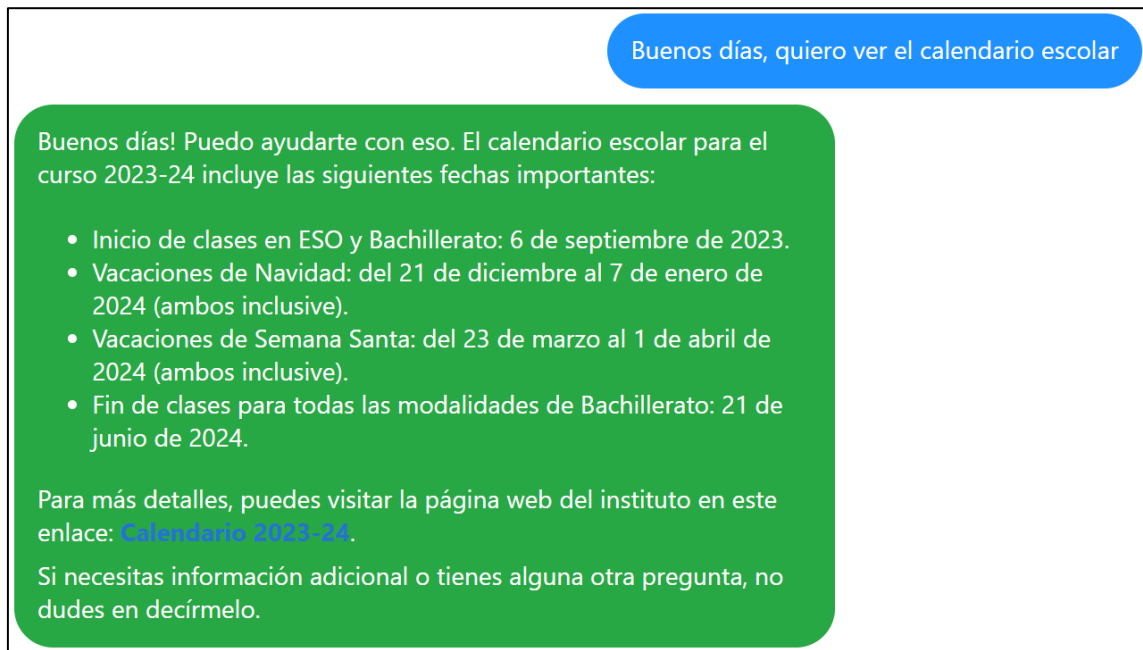 Buenos días, quiero ver el calendario escolar
Buenos días! Puedo ayudarte con eso. El calendario escolar para el
curso 2023-24 incluye las siguientes fechas importantes:
• Inicio de clases en ESO y Bachillerato: 6 de septiembre de 2023.
• Vacaciones de Navidad: del 21 de diciembre al 7 de enero de
2024 (ambos inclusive).
• Vacaciones de Semana Santa: del 23 de marzo al 1 de abril de
2024 (ambos inclusive).
• Fin de clases para todas las modalidades de Bachillerato: 21 de
junio de 2024.
Para más detalles, puedes visitar la página web del instituto en este
enlace: Calendario 2023-24.
Si necesitas información adicional o tienes alguna otra pregunta, no
dudes en decírmelo.